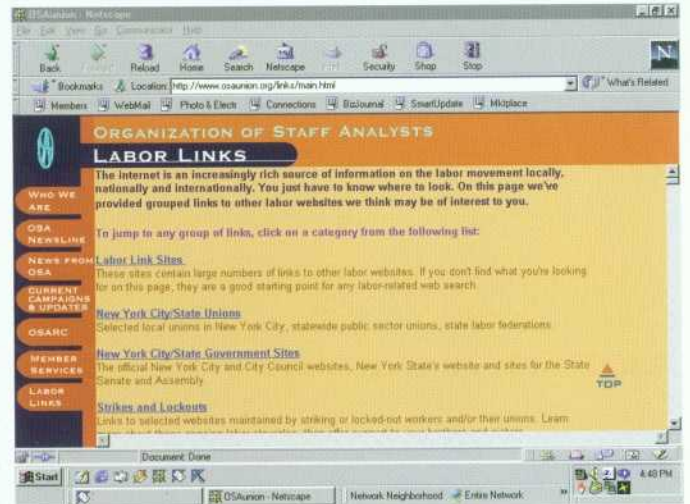 OSAunion - Netscape
File Edit View Go Communicator Help
Back Reload Home Search Netscape Print Security Shop Stop N
Bookmarks Location: http://www.osaunion.org/links/main.html What's Related
Members WebMail Connections BizJournal SmartUpdate Mktplace
ORGANIZATION OF STAFF ANALYSTS
LABOR LINKS
The internet is an increasingly rich source of information on the labor movement locally,
nationally and internationally. You just have to know where to look. On this page we've
provided grouped links to other labor websites we think may be of interest to you.
To jump to any group of links, click on a category from the following list:
Labor Link Sites
These sites contain large numbers of links to other labor websites. If you don't find what you're looking
for on this page, they are a good starting point for any labor-related web search.
New York City/State Unions
Selected local unions in New York City, statewide public sector unions, state labor federations.
New York City/State Government Sites
The official New York City and City Council websites, New York State's website and sites for the State
Senate and Assembly.
Strikes and Lockouts
Links to selected websites maintained by striking or locked-out workers and/or their unions. Learn
TOP
WHO WE
ARE
OSA
NEWSLINE
NEWS FROM
OSA
CURRENT
CAMPAIGNS
& UPDATES
OSARC
MEMBER
SERVICES
LABOR
LINKS
Document: Done
Start
4:48 PM
OSAunion - Netscape Network Neighborhood Entire Network